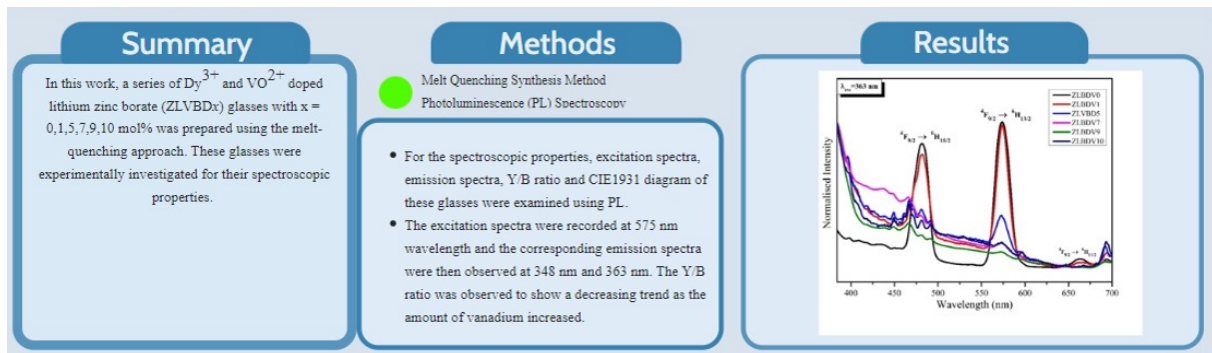 Summary
In this work, a series of Dy3+ and VO2+ doped
lithium zinc borate (ZLVBDx) glasses with x =
0,1,5,7,9,10 mol% was prepared using the melt-
quenching approach. These glasses were
experimentally investigated for their spectroscopic
properties.
Methods
Melt Quenching Synthesis Method
Photoluminescence (PL) Spectroscopy
• For the spectroscopic properties, excitation spectra,
emission spectra, Y/B ratio and CIE1931 diagram of
these glasses were examined using PL.
• The excitation spectra were recorded at 575 nm
wavelength and the corresponding emission spectra
were then observed at 348 nm and 363 nm. The Y/B
ratio was observed to show a decreasing trend as the
amount of vanadium increased.
Results
=363 nm
ZLBDV0
ZLBDV1
ZLVBD5
ZLBDV7
ZLBDV9
ZLBDV10
4F9/2 → 6H15/2
4F9/2 → 6H13/2
4F9/2 → 6H11/2
Normalised Intensity
400 450 500 550 600 650 700
Wavelength (nm)